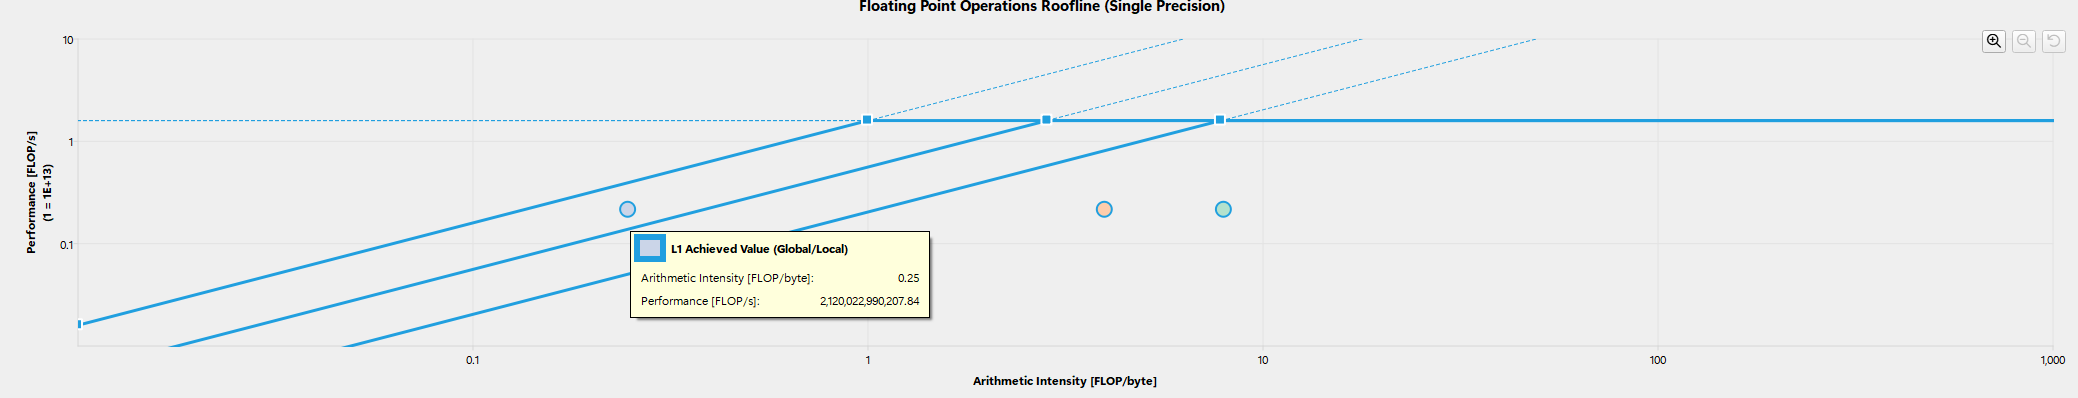 Floating Point Operations Roofline (Single Precision)
10
1
0.1
Performance [FLOP/s]
(1 = 1E+13)
L1 Achieved Value (Global/Local)
Arithmetic Intensity [FLOP/byte]: 0.25
Performance [FLOP/s]: 2,120,022,990,207.84
0.1 1 10 100 1,000
Arithmetic Intensity [FLOP/byte]